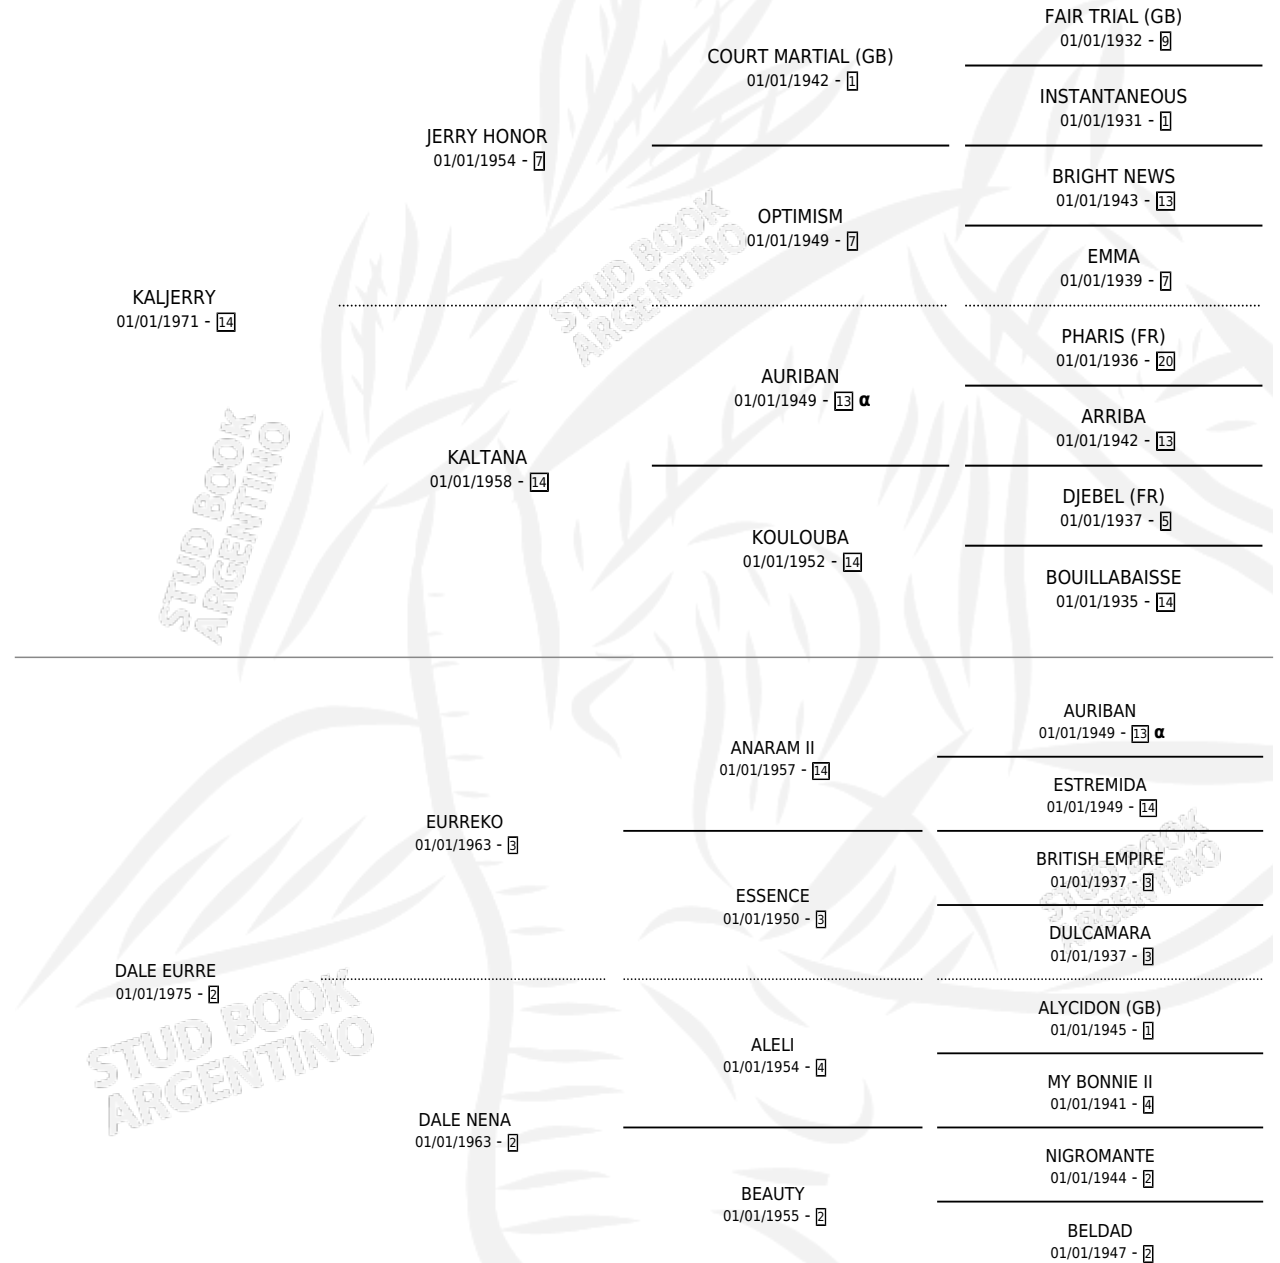 FAIR TRIAL (GB)
01/01/1932 - 9
COURT MARTIAL (GB)
01/01/1942 - 1
INSTANTANEOUS
01/01/1931 - 1
JERRY HONOR
01/01/1954 - 7
BRIGHT NEWS
01/01/1943 - 13
OPTIMISM
01/01/1949 - 7
EMMA
01/01/1939 - 7
KALJERRY
01/01/1971 - 14
PHARIS (FR)
01/01/1936 - 20
AURIBAN
01/01/1949 - 13 α
ARRIBA
01/01/1942 - 13
KALTANA
01/01/1958 - 14
DJEBEL (FR)
01/01/1937 - 5
KOULOUBA
01/01/1952 - 14
BOUILLABAISSE
01/01/1935 - 14
AURIBAN
01/01/1949 - 13 α
ANARAM II
01/01/1957 - 14
ESTREMIDA
01/01/1949 - 14
EURREKO
01/01/1963 - 3
BRITISH EMPIRE
01/01/1937 - 3
ESSENCE
01/01/1950 - 3
DULCAMARA
01/01/1937 - 3
DALE EURRE
01/01/1975 - 2
ALYCIDON (GB)
01/01/1945 - 1
ALELI
01/01/1954 - 4
MY BONNIE II
01/01/1941 - 4
DALE NENA
01/01/1963 - 2
NIGROMANTE
01/01/1944 - 2
BEAUTY
01/01/1955 - 2
BELDAD
01/01/1947 - 2
STUD BOOK
ARGENTINO
STUD BOOK
ARGENTINO
STUD BOOK
ARGENTINO
STUD BOOK
ARGENTINO